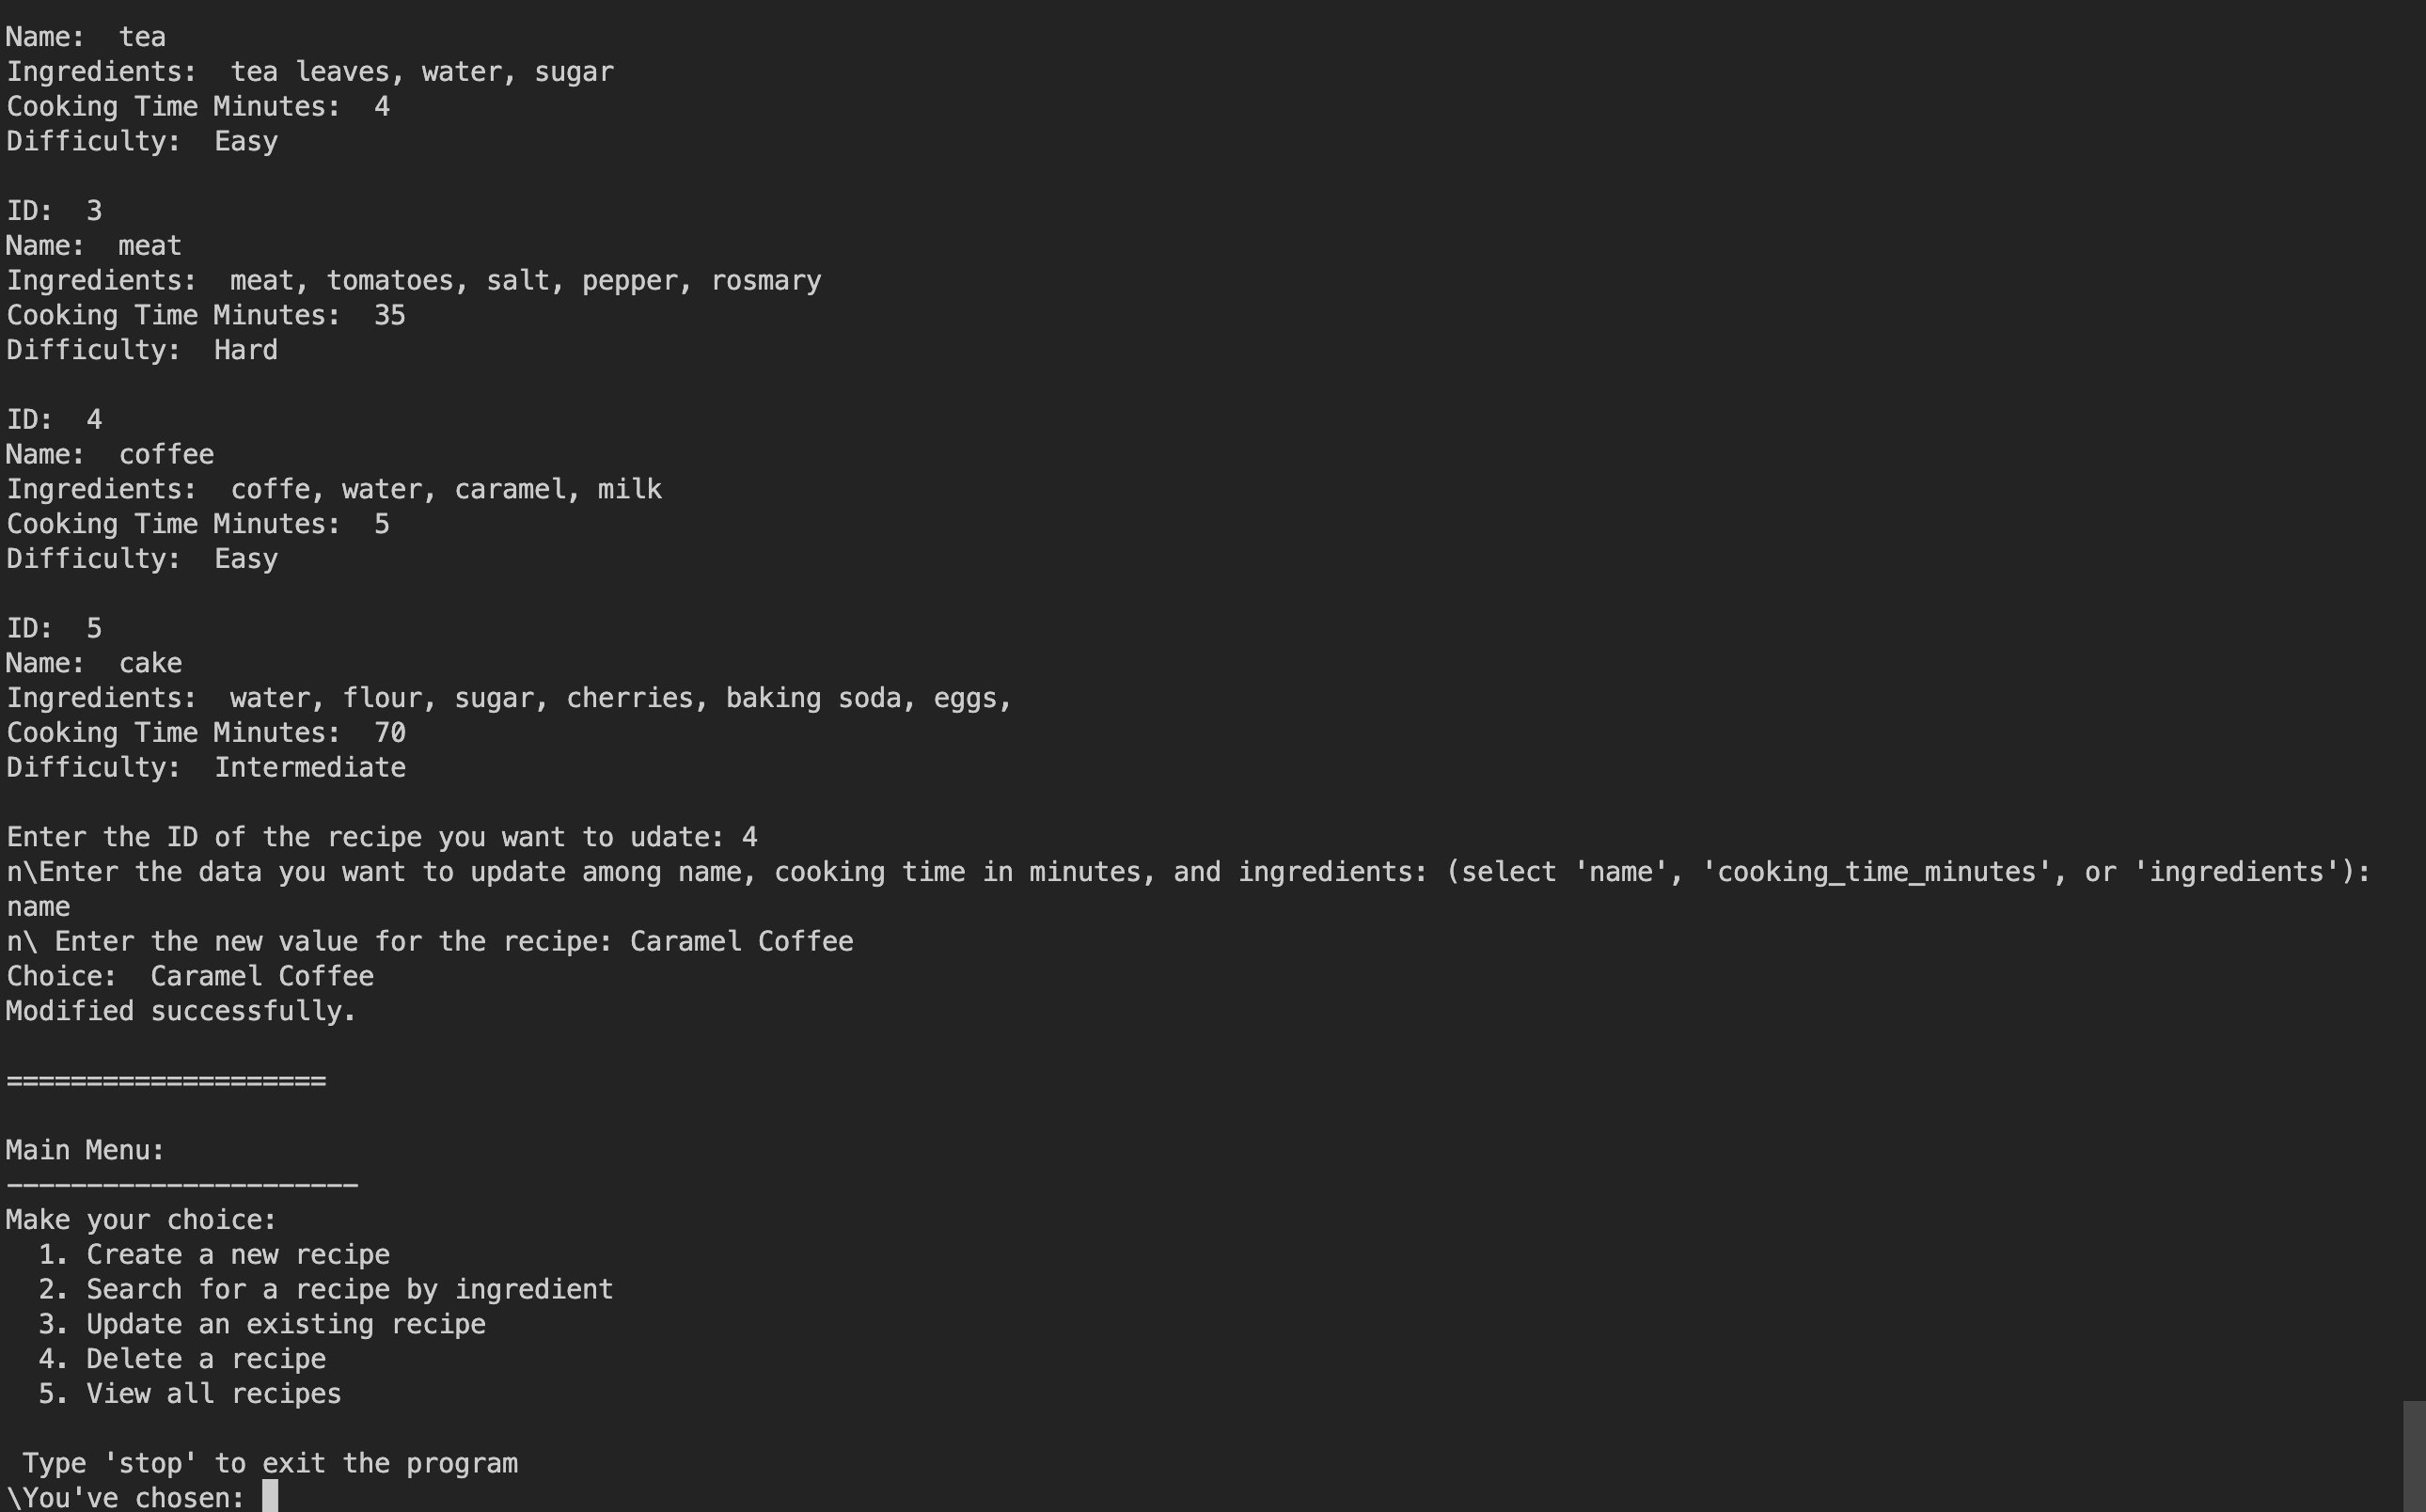 Name:  tea
Ingredients:  tea leaves, water, sugar
Cooking Time Minutes:  4
Difficulty:  Easy

ID:  3
Name:  meat
Ingredients:  meat, tomatoes, salt, pepper, rosmary
Cooking Time Minutes:  35
Difficulty:  Hard

ID:  4
Name:  coffee
Ingredients:  coffe, water, caramel, milk
Cooking Time Minutes:  5
Difficulty:  Easy

ID:  5
Name:  cake
Ingredients:  water, flour, sugar, cherries, baking soda, eggs,
Cooking Time Minutes:  70
Difficulty:  Intermediate

Enter the ID of the recipe you want to udate: 4
n\Enter the data you want to update among name, cooking time in minutes, and ingredients: (select 'name', 'cooking_time_minutes', or 'ingredients'):
name
n\ Enter the new value for the recipe: Caramel Coffee
Choice:  Caramel Coffee
Modified successfully.

====================

Main Menu:
----------------------
Make your choice:
  1. Create a new recipe
  2. Search for a recipe by ingredient
  3. Update an existing recipe
  4. Delete a recipe
  5. View all recipes

 Type 'stop' to exit the program
\You've chosen: